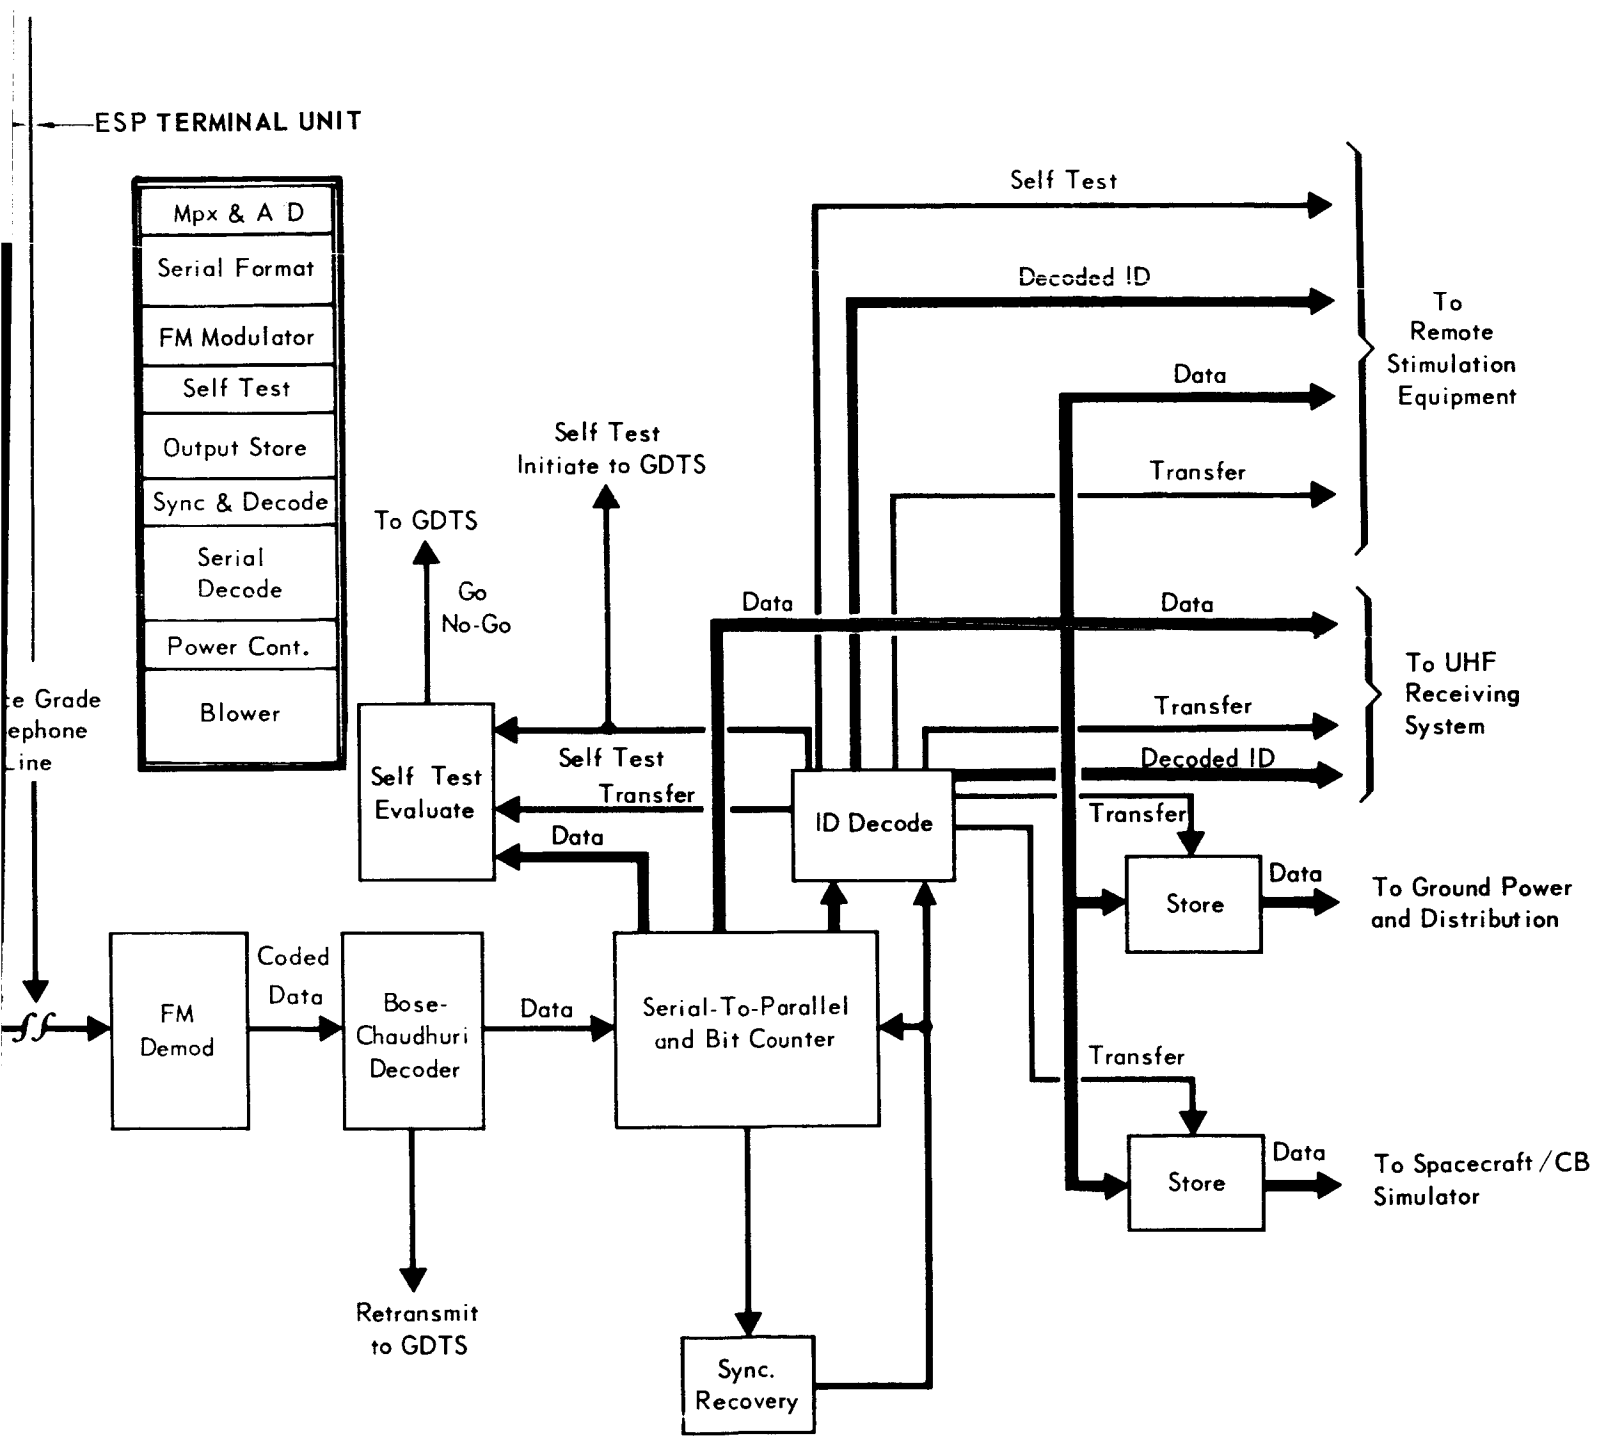 ESP TERMINAL UNIT
Mpx & A D
Serial Format
FM Modulator
Self Test
Output Store
Sync & Decode
Serial
Decode
Power Cont.
Blower
Grade
Line
Self Test
Decoded ID
Data
Transfer
To
Remote
Stimulation
Equipment
Self Test
Initiate to GDTS
To GDTS
Go
No-Go
Data
Data
Transfer
Decoded ID
To UHF
Receiving
System
Self Test
Evaluate
Self Test
Transfer
Data
ID Decode
Transfer
Store
Data
To Ground Power
and Distribution
FM
Demod
Coded
Data
Bose-
Chaudhuri
Decoder
Data
Serial-To-Parallel
and Bit Counter
Transfer
Store
Data
To Spacecraft/CB
Simulator
Retransmit
to GDTS
Sync.
Recovery